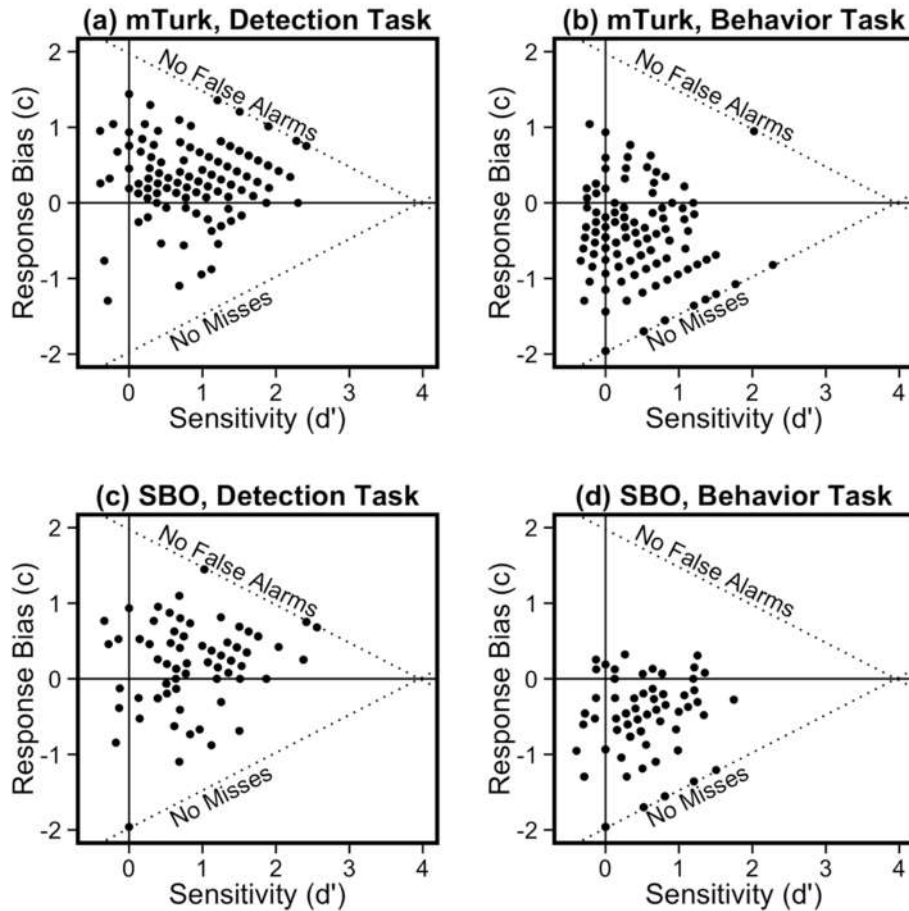 (a) mTurk, Detection Task
2
1
0
-1
-2
Response Bias (c)
No False Alarms
No Misses
0 1 2 3 4
Sensitivity (d')
(b) mTurk, Behavior Task
2
1
0
-1
-2
Response Bias (c)
No False Alarms
No Misses
0 1 2 3 4
Sensitivity (d')
(c) SBO, Detection Task
2
1
0
-1
-2
Response Bias (c)
No False Alarms
No Misses
0 1 2 3 4
Sensitivity (d')
(d) SBO, Behavior Task
2
1
0
-1
-2
Response Bias (c)
No False Alarms
No Misses
0 1 2 3 4
Sensitivity (d')